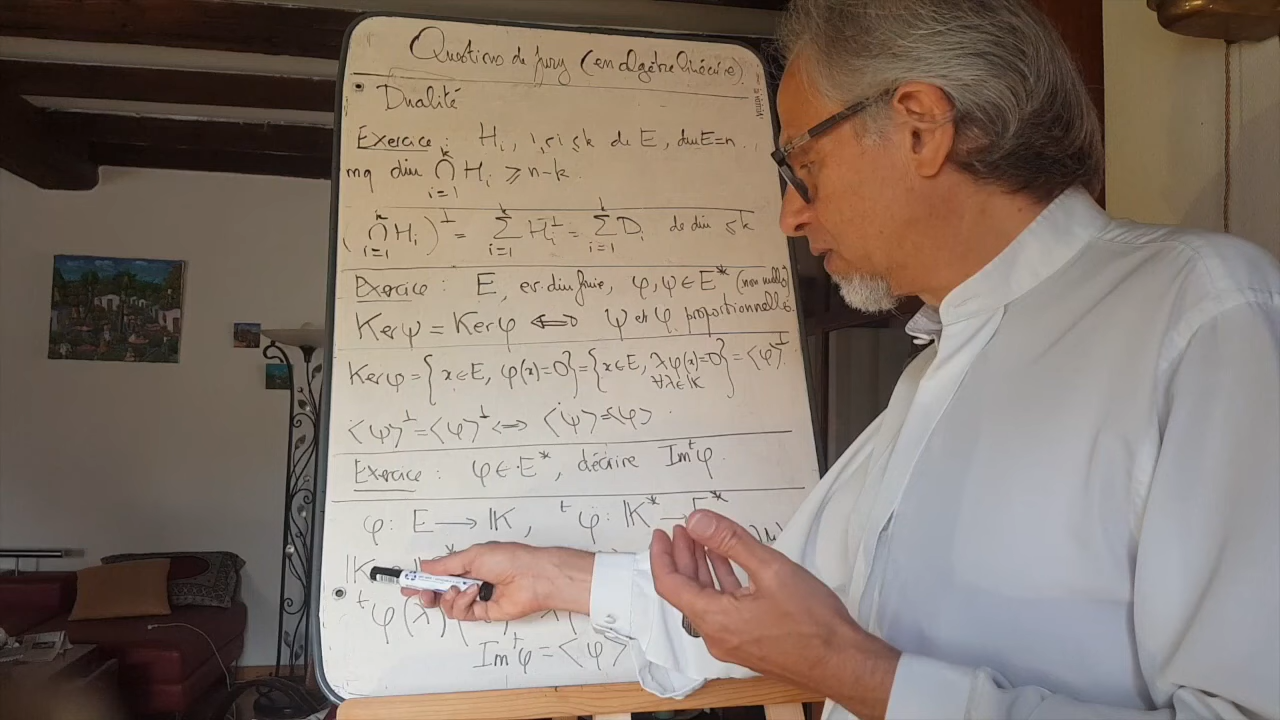 Questions de Jury (en algèbre linéaire)
Dualité
Exercice : H_i, 1≤i≤k de E, dim E=n
mq dim ⋂_{i=1}^{k} H_i ⩾ n-k.
(⋂_{i=1}^{k} H_i)^⊥ = ∑_{i=1}^{k} H_i^⊥ = ∑_{i=1}^{k} D_i de dim ≤k
Exercice : E, ev. dim finie, φ, ψ ∈ E* (non nulles)
Ker ψ = Ker φ ⟺ ψ et φ proportionnelles.
Ker φ = {x∈E, φ(x)=0} = {x∈E, λφ(x)=0 ∀λ∈𝕂} = <φ>^⊥
<ψ>^⊥ = <φ>^⊥ ⟺ <ψ> = <φ>
Exercice : φ ∈ E*, décrire Im ᵗφ
φ : E ⟶ 𝕂, ᵗφ : 𝕂* → E*
𝕂
ᵗφ(λ)
Im ᵗφ = <φ>